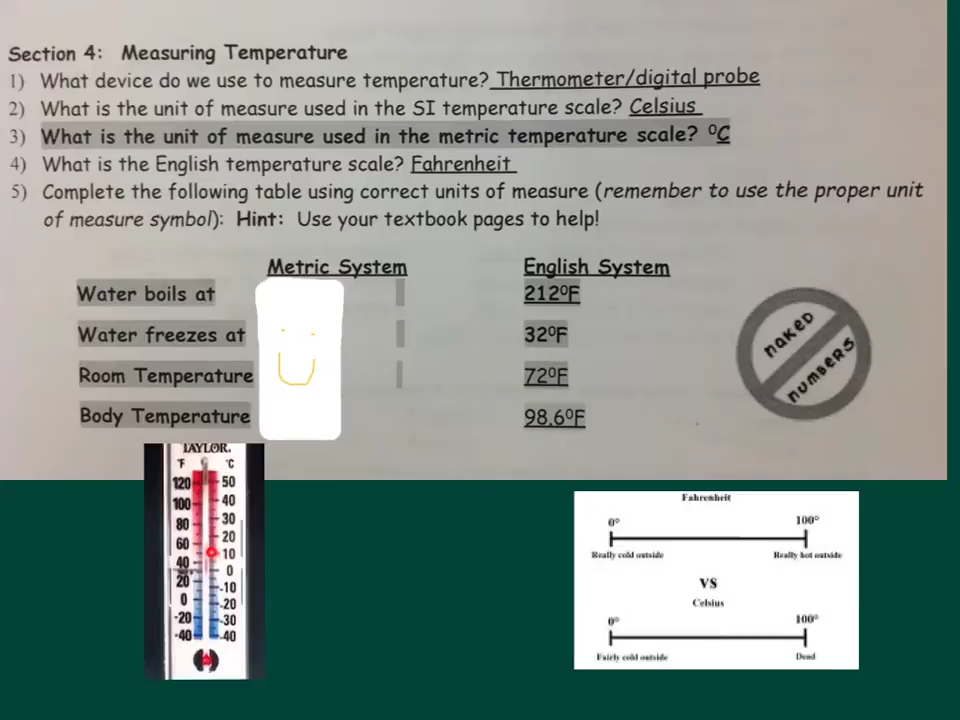 Section 4: Measuring Temperature
1) What device do we use to measure temperature? Thermometer/digital probe
2) What is the unit of measure used in the SI temperature scale? Celsius
3) What is the unit of measure used in the metric temperature scale? ⁰C
4) What is the English temperature scale? Fahrenheit
5) Complete the following table using correct units of measure (remember to use the proper unit
of measure symbol): Hint: Use your textbook pages to help!
Metric System English System
Water boils at 212⁰F
Water freezes at 32⁰F
Room Temperature 72⁰F
Body Temperature 98.6⁰F
naked
numbers
TAYLOR.
°F °C
120 50
100 40
80 30
60 20
40 10
20 0
0 -10
-20 -20
-40 -30
-40
Fahrenheit
0° 100°
Really cold outside Really hot outside
VS
Celsius
0° 100°
Fairly cold outside Dead